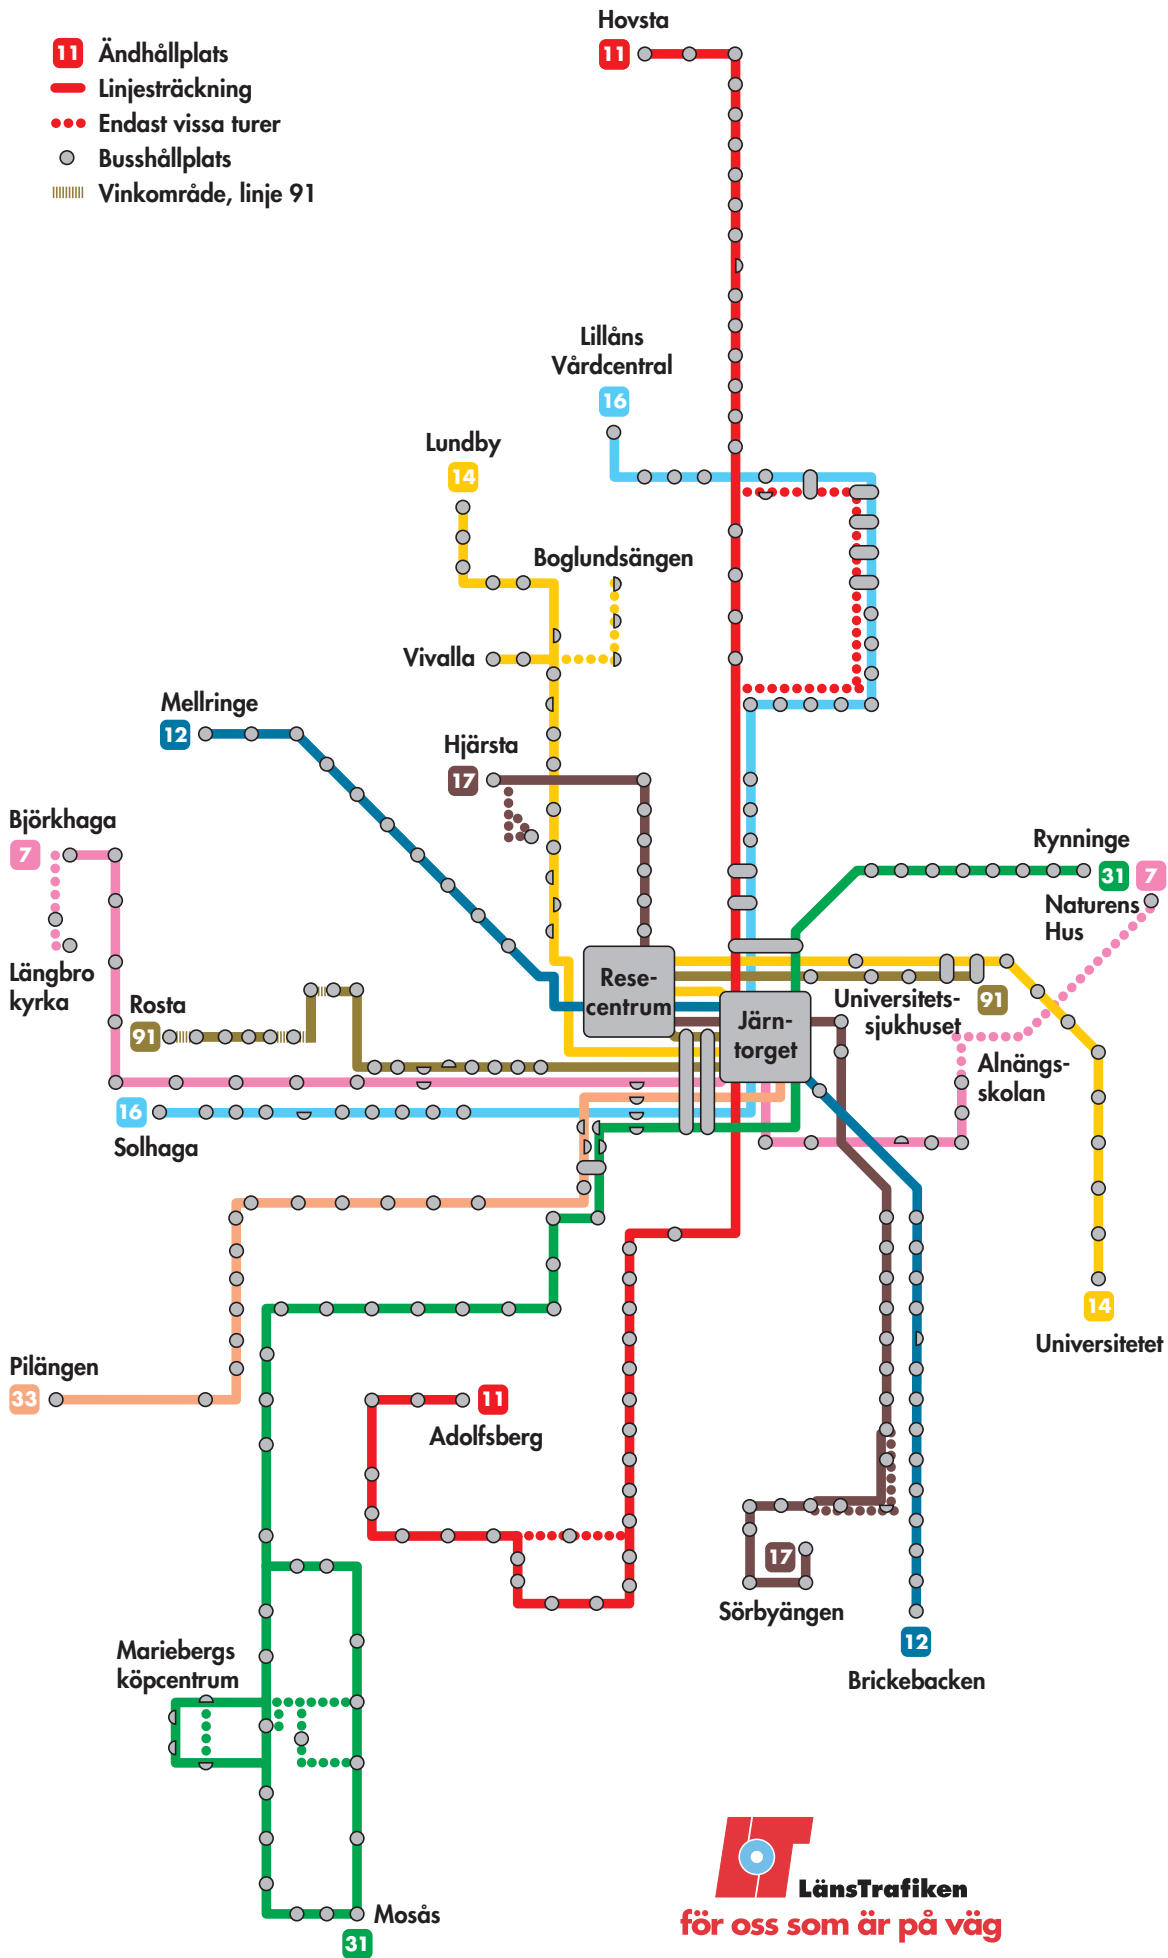 Hovsta
11
11 Ändhållplats
Linjesträckning
Endast vissa turer
Busshållplats
Vinkområde, linje 91
Lillåns
Vårdcentral
16
Lundby
14
Boglundsängen
Vivalla
Mellringe
12
Hjärsta
17
Björkhaga
7
Rynninge
31 7
Naturens
Hus
Längbro
kyrka
Rese-
centrum
Rosta
91
Universitets-
sjukhuset
91
Järn-
torget
Alnängs-
skolan
16
Solhaga
14
Universitetet
Pilängen
33
11
Adolfsberg
17
Sörbyängen
12
Brickebacken
Mariebergs
köpcentrum
Mosås
31
LänsTrafiken
för oss som är på väg